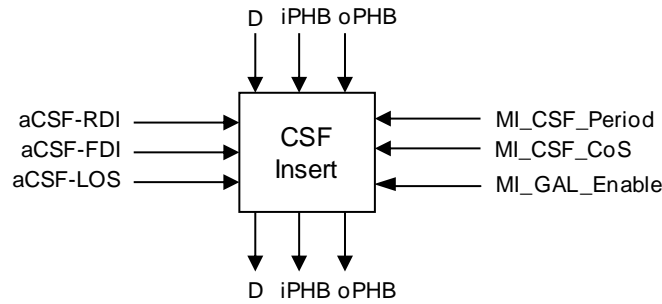 D iPHB oPHB
aCSF-RDI
aCSF-FDI
aCSF-LOS
CSF
Insert
MI_CSF_Period
MI_CSF_CoS
MI_GAL_Enable
D iPHB oPHB